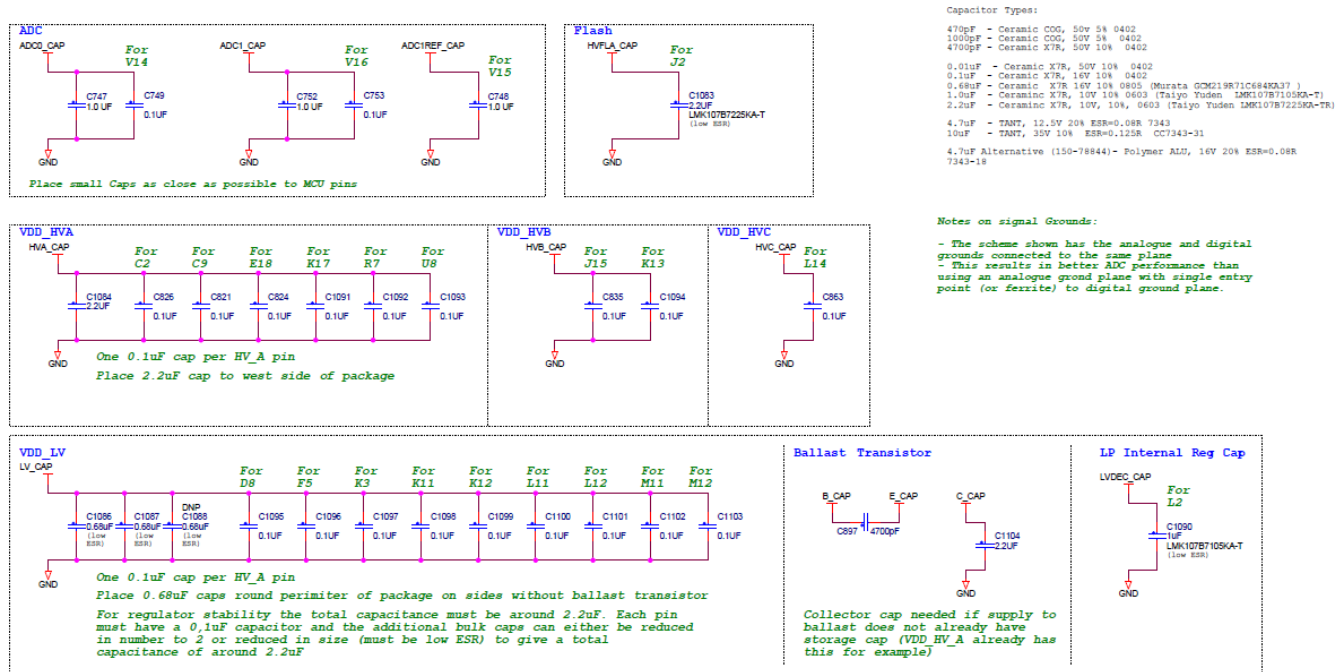 ADC
ADC0_CAP
For
V14
C747
1.0 UF
C749
0.1UF
GND
ADC1_CAP
For
V16
C752
1.0 UF
C753
0.1UF
GND
ADC1REF_CAP
For
V15
C748
1.0 UF
GND
Place small Caps as close as possible to MCU pins
Flash
HVFLA_CAP
For
J2
C1083
2.2UF
LMK107B7225KA-T
(low ESR)
GND
Capacitor Types:
470pF - Ceramic COG, 50v 5% 0402
1000pF - Ceramic COG, 50V 5% 0402
4700pF - Ceramic X7R, 50V 10% 0402
0.01uF - Ceramic X7R, 50V 10% 0402
0.1uF - Ceramic X7R, 16V 10% 0402
0.68uF - Ceramic X7R 16V 10% 0805 (Murata GCM219R71C684KA37 )
1.0uF - Ceraminc X7R, 10V 10% 0603 (Taiyo Yuden LMK107B7105KA-T)
2.2uF - Ceraminc X7R, 10V, 10%, 0603 (Taiyo Yuden LMK107B7225KA-TR)
4.7uF - TANT, 12.5V 20% ESR=0.08R 7343
10uF - TANT, 35V 10% ESR=0.125R CC7343-31
4.7uF Alternative (150-78844)- Polymer ALU, 16V 20% ESR=0.08R
7343-18
Notes on signal Grounds:
- The scheme shown has the analogue and digital
grounds connected to the same plane
- This results in better ADC performance than
using an analogue grond plane with single entry
point (or ferrite) to digital ground plane.
VDD_HVA
HVA_CAP
For
C2
For
C9
For
E18
For
K17
For
R7
For
U8
C1084
2.2UF
C826
0.1UF
C821
0.1UF
C824
0.1UF
C1091
0.1UF
C1092
0.1UF
C1093
0.1UF
GND
One 0.1uF cap per HV_A pin
Place 2.2uF cap to west side of package
VDD_HVB
HVB_CAP
For
J15
For
K13
C835
0.1UF
C1094
0.1UF
GND
VDD_HVC
HVC_CAP
For
L14
C863
0.1UF
GND
VDD_LV
LV_CAP
For
D8
For
F5
For
K3
For
K11
For
K12
For
L11
For
L12
For
M11
For
M12
C1086
0.68uF
(low
ESR)
C1087
0.68uF
(low
ESR)
DNP
C1088
0.68uF
(low
ESR)
C1095
0.1UF
C1096
0.1UF
C1097
0.1UF
C1098
0.1UF
C1099
0.1UF
C1100
0.1UF
C1101
0.1UF
C1102
0.1UF
C1103
0.1UF
GND
One 0.1uF cap per HV_A pin
Place 0.68uF caps round perimiter of package on sides without ballast transistor
For regulator stability the total capacitance must be around 2.2uF. Each pin
must have a 0,1uF capacitor and the additional bulk caps can either be reduced
in number to 2 or reduced in size (must be low ESR) to give a total
capacitance of around 2.2uF
Ballast Transistor
B_CAP
E_CAP
C897
4700pF
C_CAP
C1104
2.2UF
GND
Collector cap needed if supply to
ballast does not already have
storage cap (VDD_HV_A already has
this for example)
LP Internal Reg Cap
LVDEC_CAP
For
L2
C1090
1uF
LMK107B7105KA-T
(low ESR)
GND